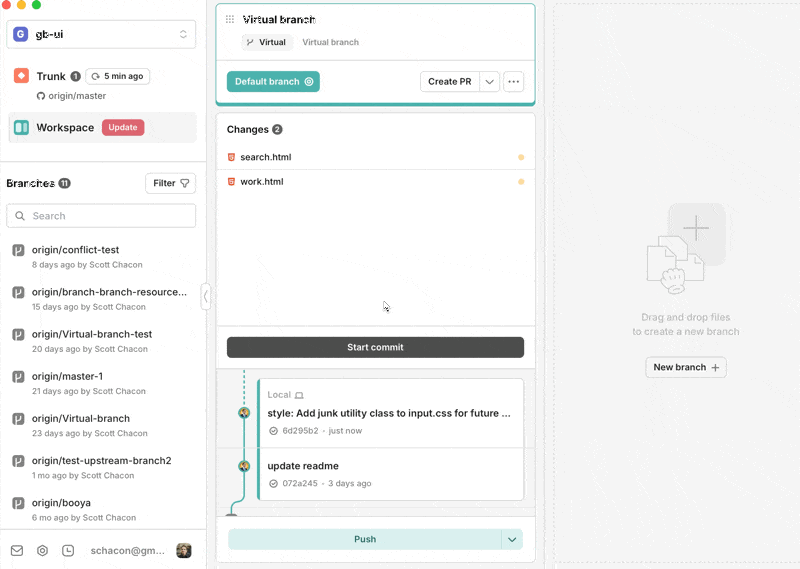 G gb-ui
Trunk 1 5 min ago
origin/master
Workspace Update
Branches 11 Filter
Search
origin/conflict-test
8 days ago by Scott Chacon
origin/branch-branch-resource...
15 days ago by Scott Chacon
origin/Virtual-branch-test
20 days ago by Scott Chacon
origin/master-1
21 days ago by Scott Chacon
origin/Virtual-branch
23 days ago by Scott Chacon
origin/test-upstream-branch2
1 mo ago by Scott Chacon
origin/booya
6 mo ago by Scott Chacon
schacon@gm...
Virtual branch
Virtual Virtual branch
Default branch Create PR
Changes 2
search.html
work.html
Start commit
Local
style: Add junk utility class to input.css for future ...
6d295b2 • just now
update readme
072a245 • 3 days ago
Push
Drag and drop files
to create a new branch
New branch